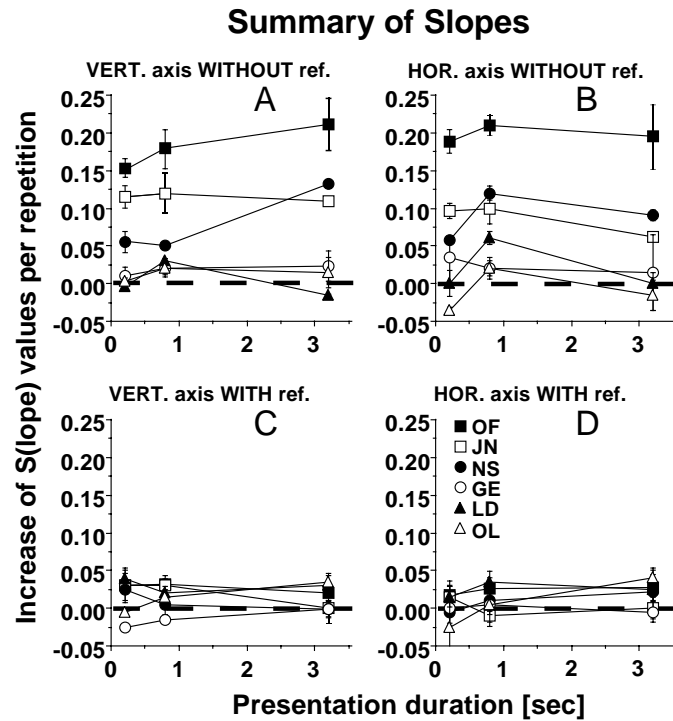 Summary of Slopes
VERT. axis WITHOUT ref.
HOR. axis WITHOUT ref.
A
B
0.25
0.20
0.15
0.10
0.05
0.00
-0.05
0
1
2
3
0.25
0.20
0.15
0.10
0.05
0.00
-0.05
0
1
2
3
VERT. axis WITH ref.
HOR. axis WITH ref.
C
D
0.25
0.20
0.15
0.10
0.05
0.00
-0.05
0
1
2
3
0.25
0.20
0.15
0.10
0.05
0.00
-0.05
0
1
2
3
OF
JN
NS
GE
LD
OL
Increase of S(lope) values per repetition
Presentation duration [sec]